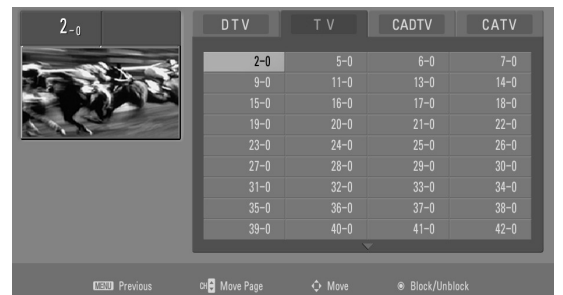 2-0
DTV TV CADTV CATV
2-0 5-0 6-0 7-0
9-0 11-0 13-0 14-0
15-0 16-0 17-0 18-0
19-0 20-0 21-0 22-0
23-0 24-0 25-0 26-0
27-0 28-0 29-0 30-0
31-0 32-0 33-0 34-0
35-0 36-0 37-0 38-0
39-0 40-0 41-0 42-0
MENU Previous CH Move Page Move Block/Unblock